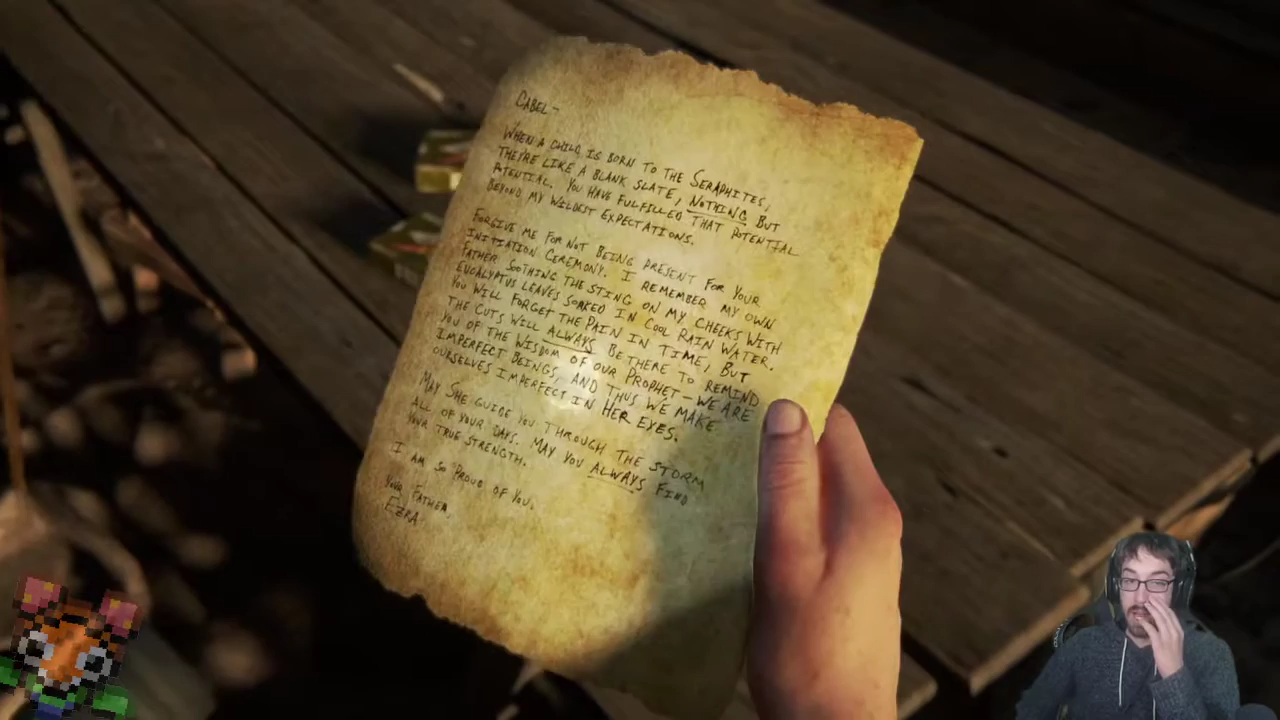 CABEL-
WHEN A CHILD IS BORN TO THE SERAPHITES,
THEY'RE LIKE A BLANK SLATE, NOTHING BUT
POTENTIAL. YOU HAVE FULFILLED THAT POTENTIAL
BEYOND MY WILDEST EXPECTATIONS.
FORGIVE ME FOR NOT BEING PRESENT FOR YOUR
INITIATION CEREMONY. I REMEMBER MY OWN
FATHER SOOTHING THE STING ON MY CHEEKS WITH
EUCALYPTUS LEAVES SOAKED IN COOL RAIN WATER.
YOU WILL FORGET THE PAIN IN TIME, BUT
THE CUTS WILL ALWAYS BE THERE TO REMIND
YOU OF THE WISDOM OF OUR PROPHET - WE ARE
IMPERFECT BEINGS, AND THUS WE MAKE
OURSELVES IMPERFECT IN HER EYES.
MAY SHE GUIDE YOU THROUGH THE STORM
ALL OF YOUR DAYS. MAY YOU ALWAYS FIND
YOUR TRUE STRENGTH.
I AM SO PROUD OF YOU.
YOUR FATHER,
EZRA